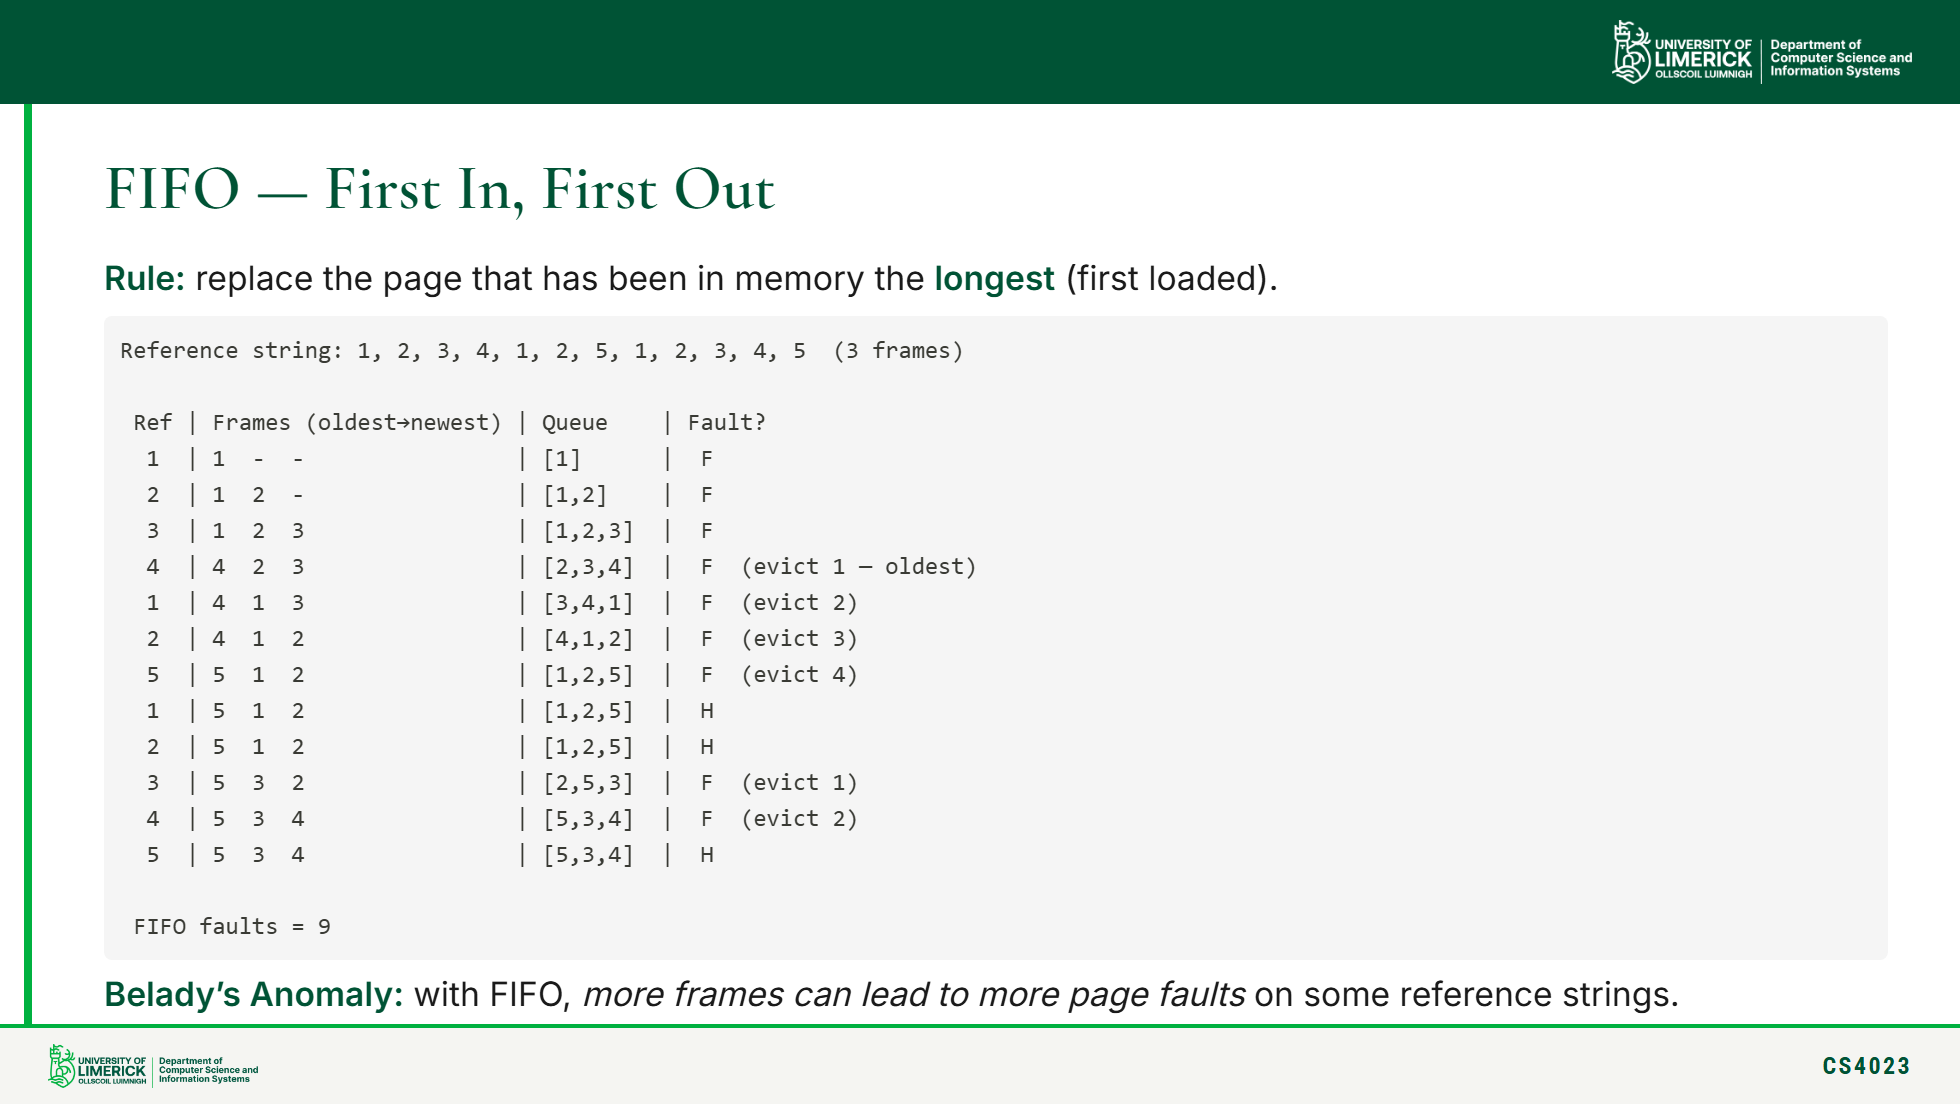 UNIVERSITY OF
LIMERICK
OLLSCOIL LUIMNIGH
Department of
Computer Science and
Information Systems
FIFO — First In, First Out
Rule: replace the page that has been in memory the longest (first loaded).
Reference string: 1, 2, 3, 4, 1, 2, 5, 1, 2, 3, 4, 5  (3 frames)
Ref | Frames (oldest→newest) | Queue    | Fault?
1  | 1  -  -                | [1]      |  F
2  | 1  2  -                | [1,2]    |  F
3  | 1  2  3                | [1,2,3]  |  F
4  | 4  2  3                | [2,3,4]  |  F  (evict 1 — oldest)
1  | 4  1  3                | [3,4,1]  |  F  (evict 2)
2  | 4  1  2                | [4,1,2]  |  F  (evict 3)
5  | 5  1  2                | [1,2,5]  |  F  (evict 4)
1  | 5  1  2                | [1,2,5]  |  H
2  | 5  1  2                | [1,2,5]  |  H
3  | 5  3  2                | [2,5,3]  |  F  (evict 1)
4  | 5  3  4                | [5,3,4]  |  F  (evict 2)
5  | 5  3  4                | [5,3,4]  |  H
FIFO faults = 9
Belady’s Anomaly: with FIFO, more frames can lead to more page faults on some reference strings.
UNIVERSITY OF
LIMERICK
OLLSCOIL LUIMNIGH
Department of
Computer Science and
Information Systems
CS4023